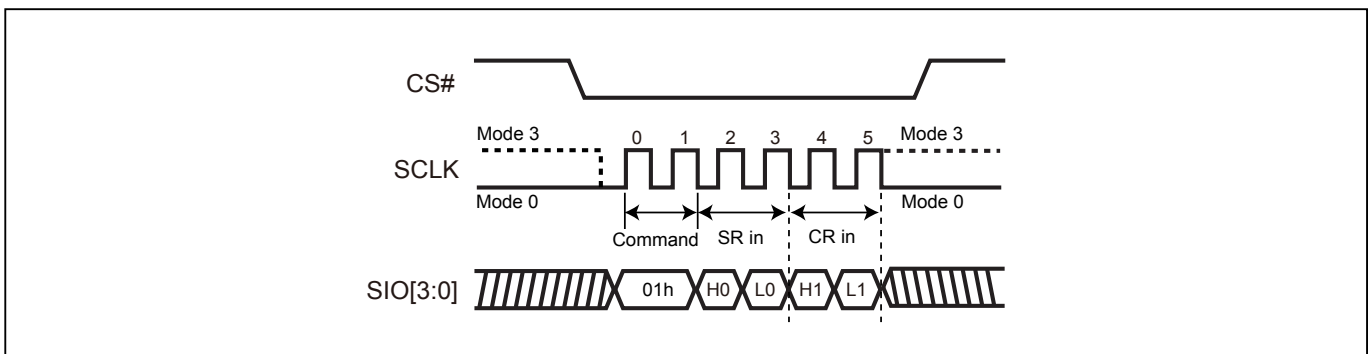 CS#
Mode 3 0 1 2 3 4 5 Mode 3
SCLK
Mode 0 Mode 0
Command SR in CR in
SIO[3:0] 01h H0 L0 H1 L1